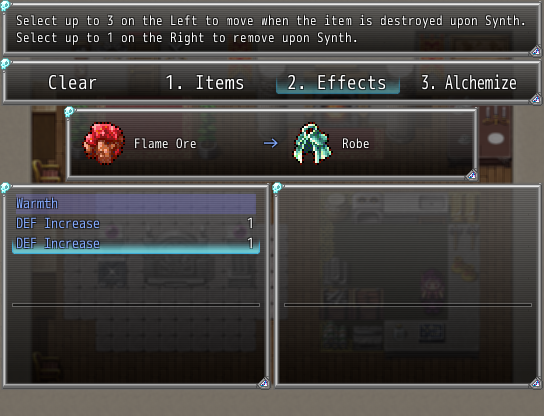 Select up to 3 on the Left to move when the item is destroyed upon Synth.
Select up to 1 on the Right to remove upon Synth.
Clear 1. Items 2. Effects 3. Alchemize
Flame Ore → Robe
Warmth
DEF Increase 1
DEF Increase 1